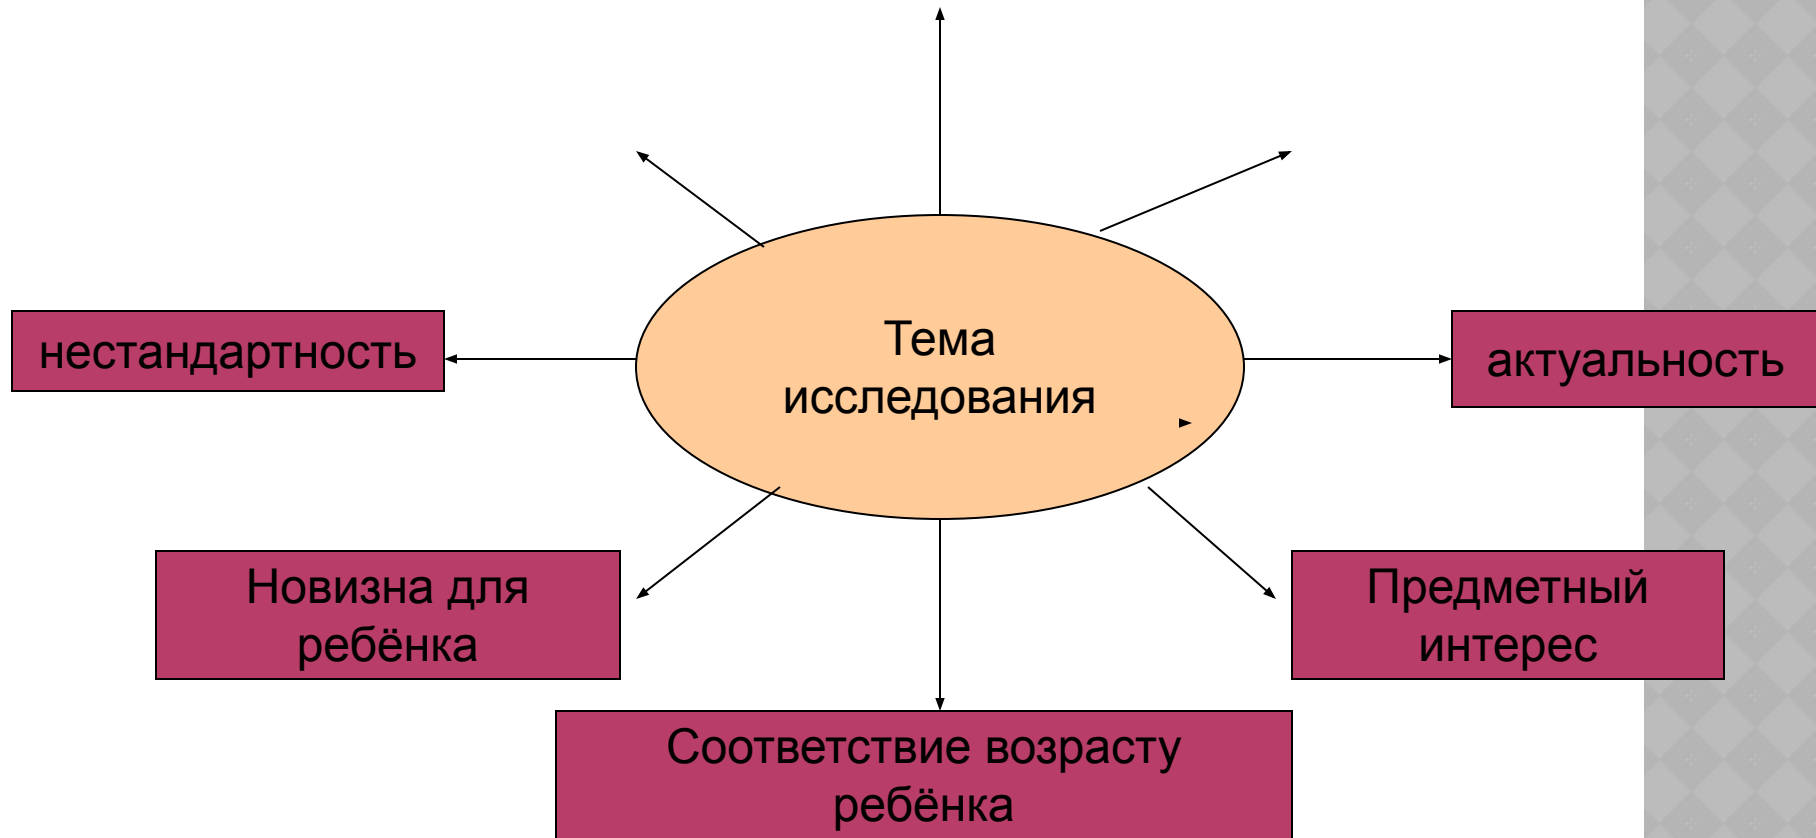 Тема
исследования
нестандартность
актуальность
Новизна для
ребёнка
Предметный
интерес
Соответствие возрасту
ребёнка